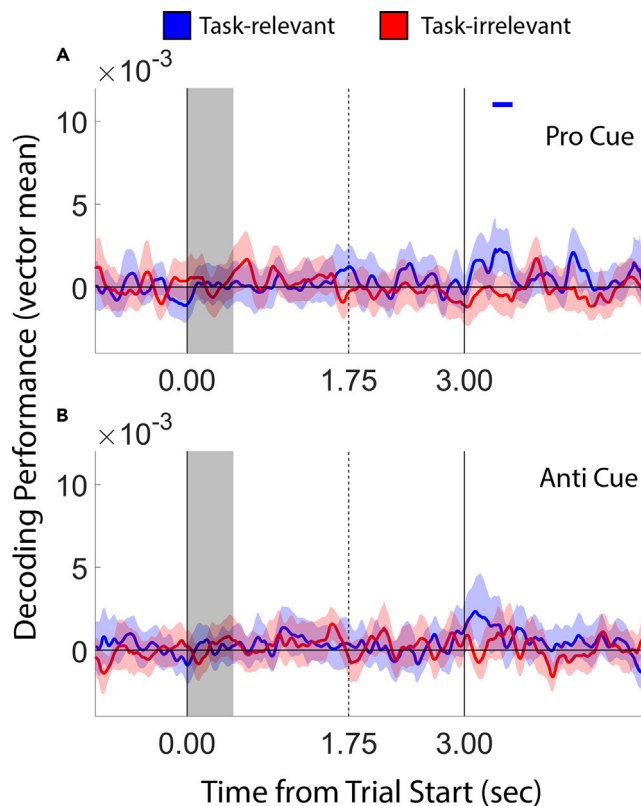 Task-relevant Task-irrelevant
A
× 10⁻³
10
5
0
Pro Cue
0.00 1.75 3.00
B
× 10⁻³
10
5
0
Anti Cue
0.00 1.75 3.00
Decoding Performance (vector mean)
Time from Trial Start (sec)